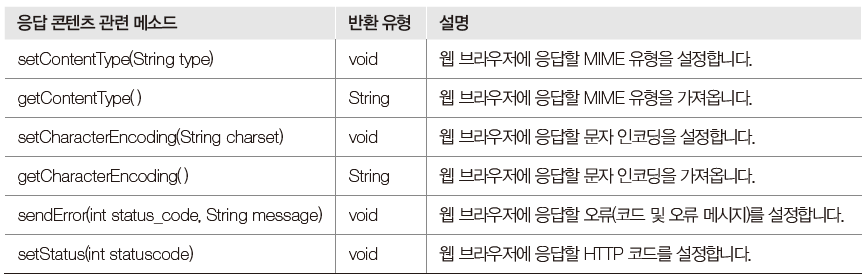 응답 콘텐츠 관련 메소드 반환 유형 설명
setContentType(String type) void 웹 브라우저에 응답할 MIME 유형을 설정합니다.
getContentType( ) String 웹 브라우저에 응답할 MIME 유형을 가져옵니다.
setCharacterEncoding(String charset) void 웹 브라우저에 응답할 문자 인코딩을 설정합니다.
getCharacterEncoding( ) String 웹 브라우저에 응답할 문자 인코딩을 가져옵니다.
sendError(int status_code, String message) void 웹 브라우저에 응답할 오류(코드 및 오류 메시지)를 설정합니다.
setStatus(int statuscode) void 웹 브라우저에 응답할 HTTP 코드를 설정합니다.